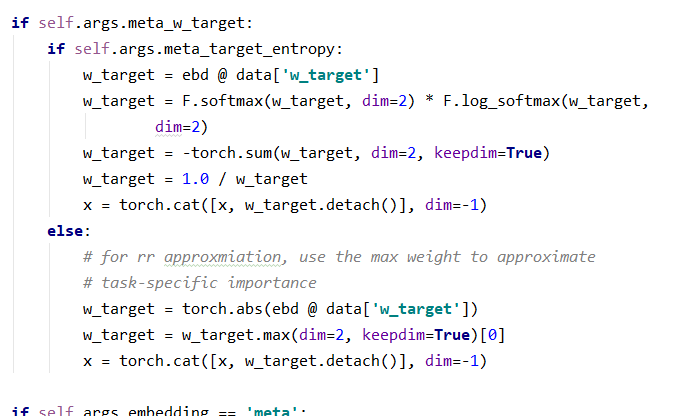 if self.args.meta_w_target:
if self.args.meta_target_entropy:
w_target = ebd @ data['w_target']
w_target = F.softmax(w_target, dim=2) * F.log_softmax(w_target,
dim=2)
w_target = -torch.sum(w_target, dim=2, keepdim=True)
w_target = 1.0 / w_target
x = torch.cat([x, w_target.detach()], dim=-1)
else:
# for rr approxmiation, use the max weight to approximate
# task-specific importance
w_target = torch.abs(ebd @ data['w_target'])
w_target = w_target.max(dim=2, keepdim=True)[0]
x = torch.cat([x, w_target.detach()], dim=-1)
if self.args.embedding == 'meta':